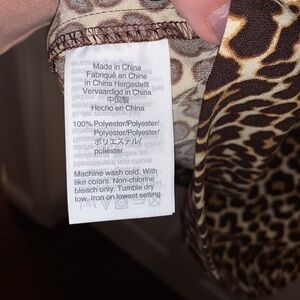 Made in China
Fabriqué en Chine
in China Hergestellt
Vervaardigd in China
中国製
Hecho en China
100% Polyester/Polyester/
Polyester/Polyester/
ポリエステル/
poliéster
Machine wash cold. With
like colors. Non-chlorine
bleach only. Tumble dry
low. Iron on lowest setting